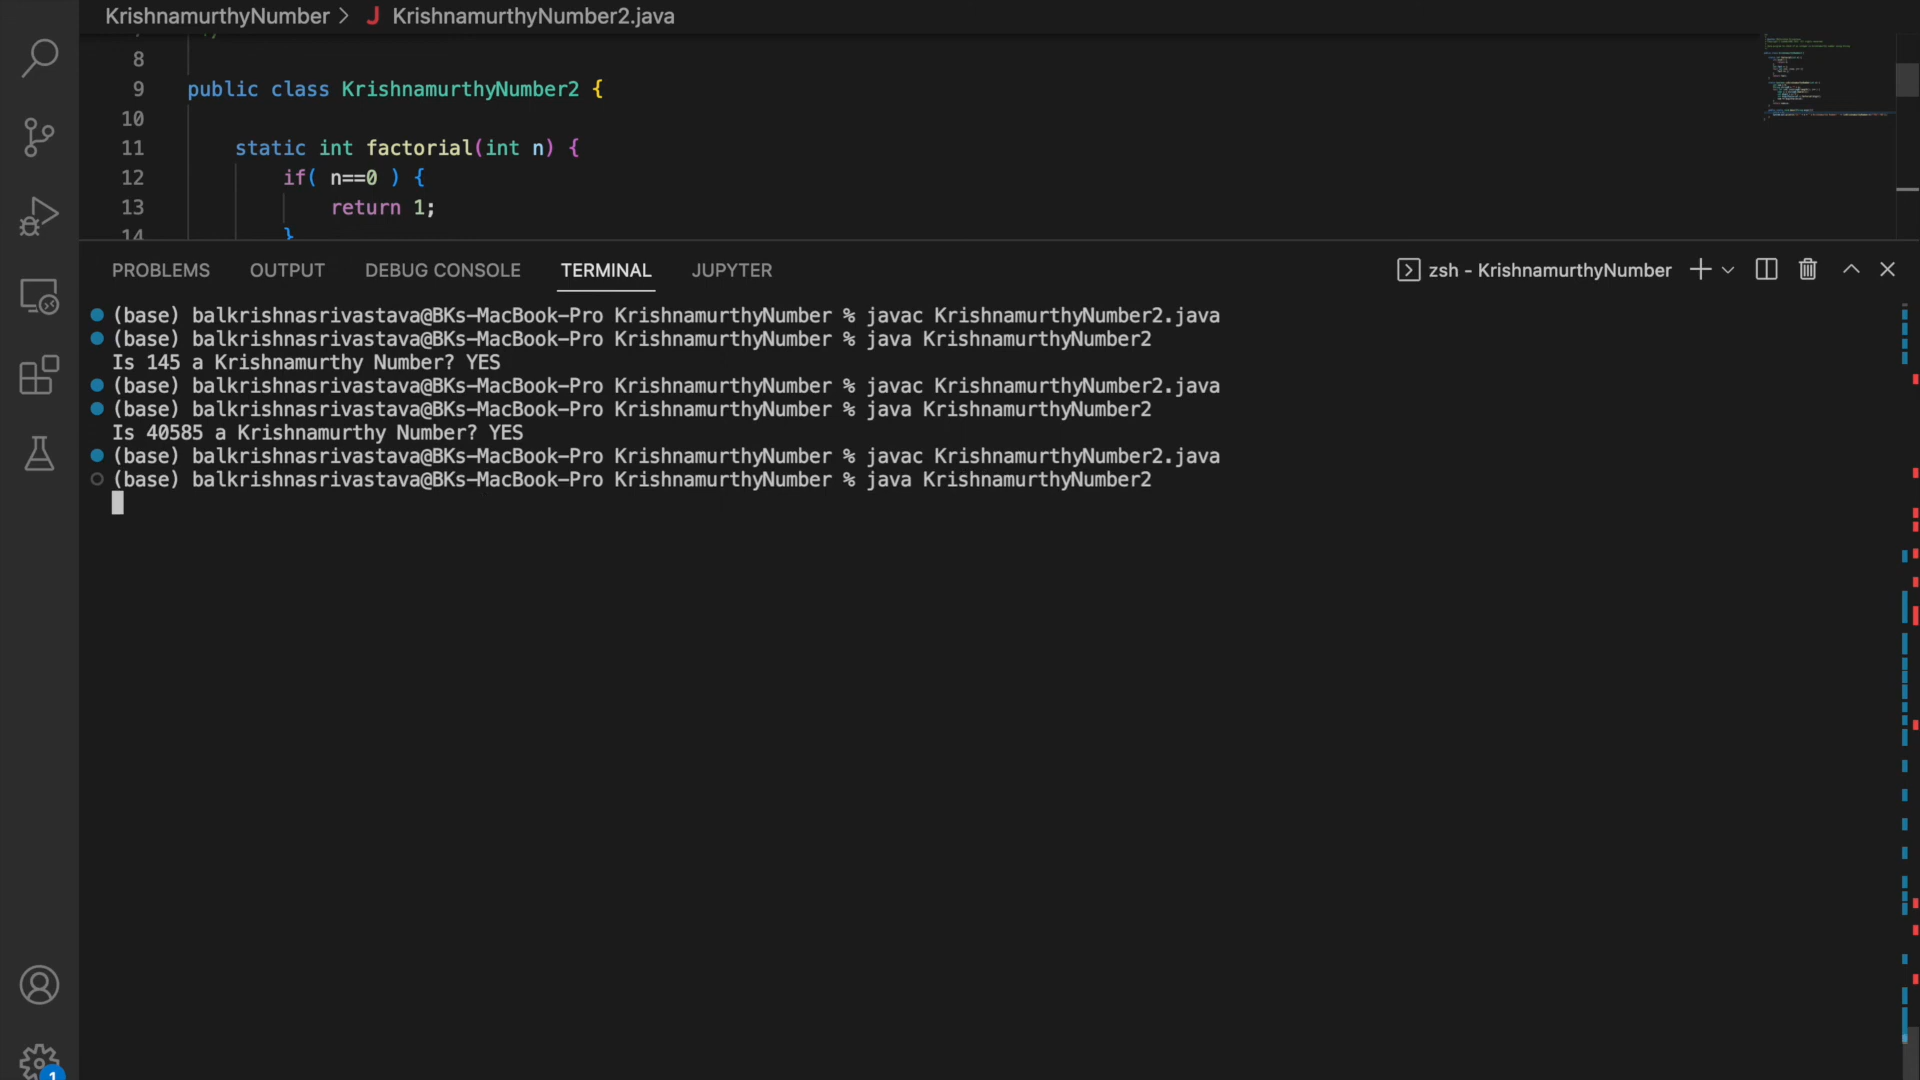 KrishnamurthyNumber > J KrishnamurthyNumber2.java
8
9 public class KrishnamurthyNumber2 {
10
11 static int factorial(int n) {
12 if( n==0 ) {
13 return 1;
14 }
PROBLEMS OUTPUT DEBUG CONSOLE TERMINAL JUPYTER zsh - KrishnamurthyNumber
(base) balkrishnasrivastava@BKs-MacBook-Pro KrishnamurthyNumber % javac KrishnamurthyNumber2.java
(base) balkrishnasrivastava@BKs-MacBook-Pro KrishnamurthyNumber % java KrishnamurthyNumber2
Is 145 a Krishnamurthy Number? YES
(base) balkrishnasrivastava@BKs-MacBook-Pro KrishnamurthyNumber % javac KrishnamurthyNumber2.java
(base) balkrishnasrivastava@BKs-MacBook-Pro KrishnamurthyNumber % java KrishnamurthyNumber2
Is 40585 a Krishnamurthy Number? YES
(base) balkrishnasrivastava@BKs-MacBook-Pro KrishnamurthyNumber % javac KrishnamurthyNumber2.java
(base) balkrishnasrivastava@BKs-MacBook-Pro KrishnamurthyNumber % java KrishnamurthyNumber2
1